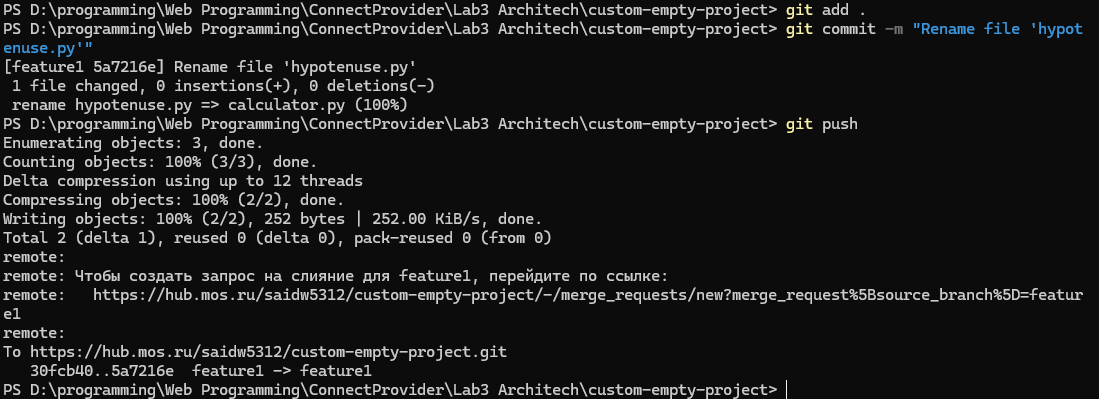 PS D:\programming\Web Programming\ConnectProvider\Lab3 Architech\custom-empty-project> git add .
PS D:\programming\Web Programming\ConnectProvider\Lab3 Architech\custom-empty-project> git commit -m "Rename file 'hypot
enuse.py'"
[feature1 5a7216e] Rename file 'hypotenuse.py'
 1 file changed, 0 insertions(+), 0 deletions(-)
 rename hypotenuse.py => calculator.py (100%)
PS D:\programming\Web Programming\ConnectProvider\Lab3 Architech\custom-empty-project> git push
Enumerating objects: 3, done.
Counting objects: 100% (3/3), done.
Delta compression using up to 12 threads
Compressing objects: 100% (2/2), done.
Writing objects: 100% (2/2), 252 bytes | 252.00 KiB/s, done.
Total 2 (delta 1), reused 0 (delta 0), pack-reused 0 (from 0)
remote:
remote: Чтобы создать запрос на слияние для feature1, перейдите по ссылке:
remote:   https://hub.mos.ru/saidw5312/custom-empty-project/-/merge_requests/new?merge_request%5Bsource_branch%5D=featur
e1
remote:
To https://hub.mos.ru/saidw5312/custom-empty-project.git
   30fcb40..5a7216e  feature1 -> feature1
PS D:\programming\Web Programming\ConnectProvider\Lab3 Architech\custom-empty-project>